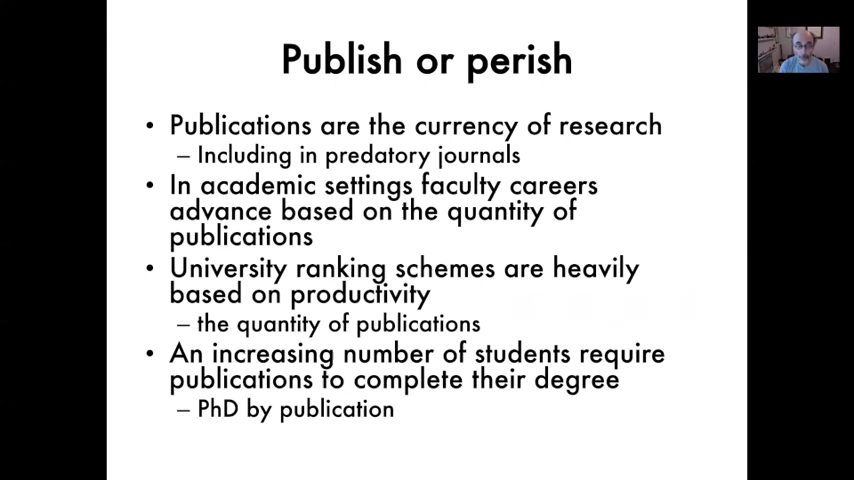 Publish or perish
• Publications are the currency of research
– Including in predatory journals
• In academic settings faculty careers
advance based on the quantity of
publications
• University ranking schemes are heavily
based on productivity
– the quantity of publications
• An increasing number of students require
publications to complete their degree
– PhD by publication